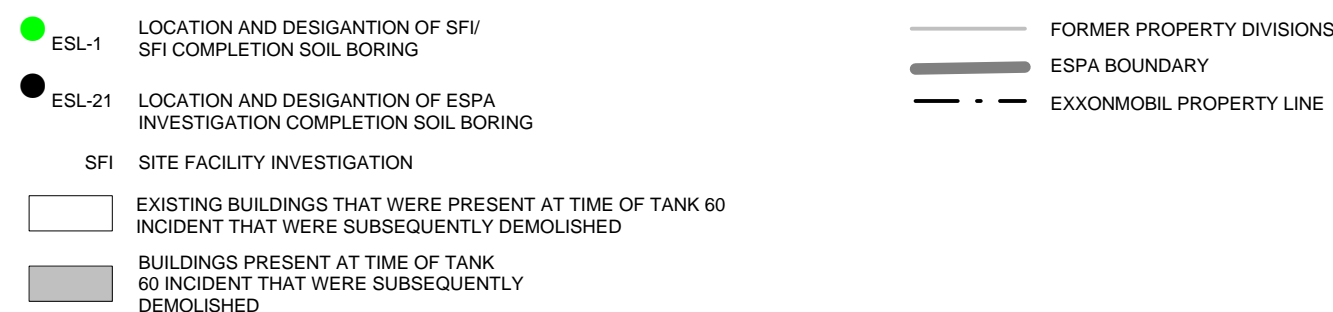 ESL-1
LOCATION AND DESIGANTION OF SFI/
SFI COMPLETION SOIL BORING
ESL-21
LOCATION AND DESIGANTION OF ESPA
INVESTIGATION COMPLETION SOIL BORING
SFI SITE FACILITY INVESTIGATION
EXISTING BUILDINGS THAT WERE PRESENT AT TIME OF TANK 60
INCIDENT THAT WERE SUBSEQUENTLY DEMOLISHED
BUILDINGS PRESENT AT TIME OF TANK
60 INCIDENT THAT WERE SUBSEQUENTLY
DEMOLISHED
FORMER PROPERTY DIVISIONS
ESPA BOUNDARY
EXXONMOBIL PROPERTY LINE